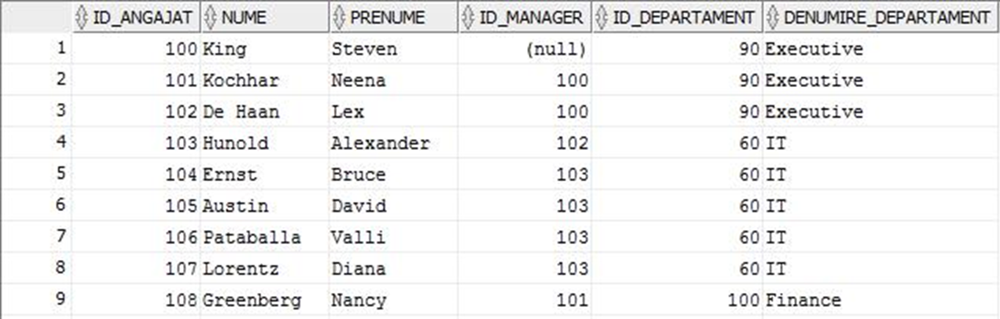 ID_ANGAJAT NUME PRENUME ID_MANAGER ID_DEPARTAMENT DENUMIRE_DEPARTAMENT
1 100 King Steven (null) 90 Executive
2 101 Kochhar Neena 100 90 Executive
3 102 De Haan Lex 100 90 Executive
4 103 Hunold Alexander 102 60 IT
5 104 Ernst Bruce 103 60 IT
6 105 Austin David 103 60 IT
7 106 Pataballa Valli 103 60 IT
8 107 Lorentz Diana 103 60 IT
9 108 Greenberg Nancy 101 100 Finance